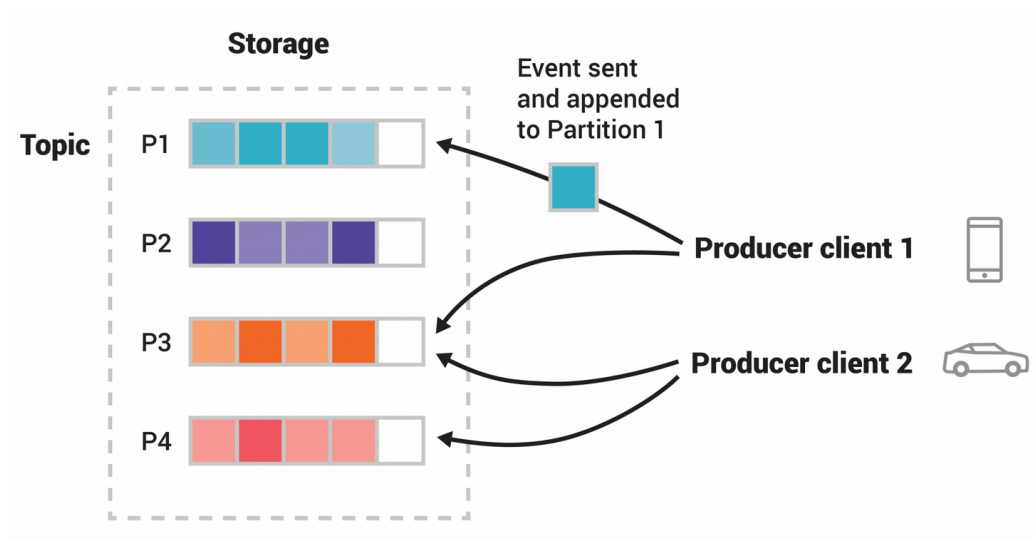 Storage
Event sent
and appended
to Partition 1
Topic
P1
P2
Producer client 1
P3
Producer client 2
P4